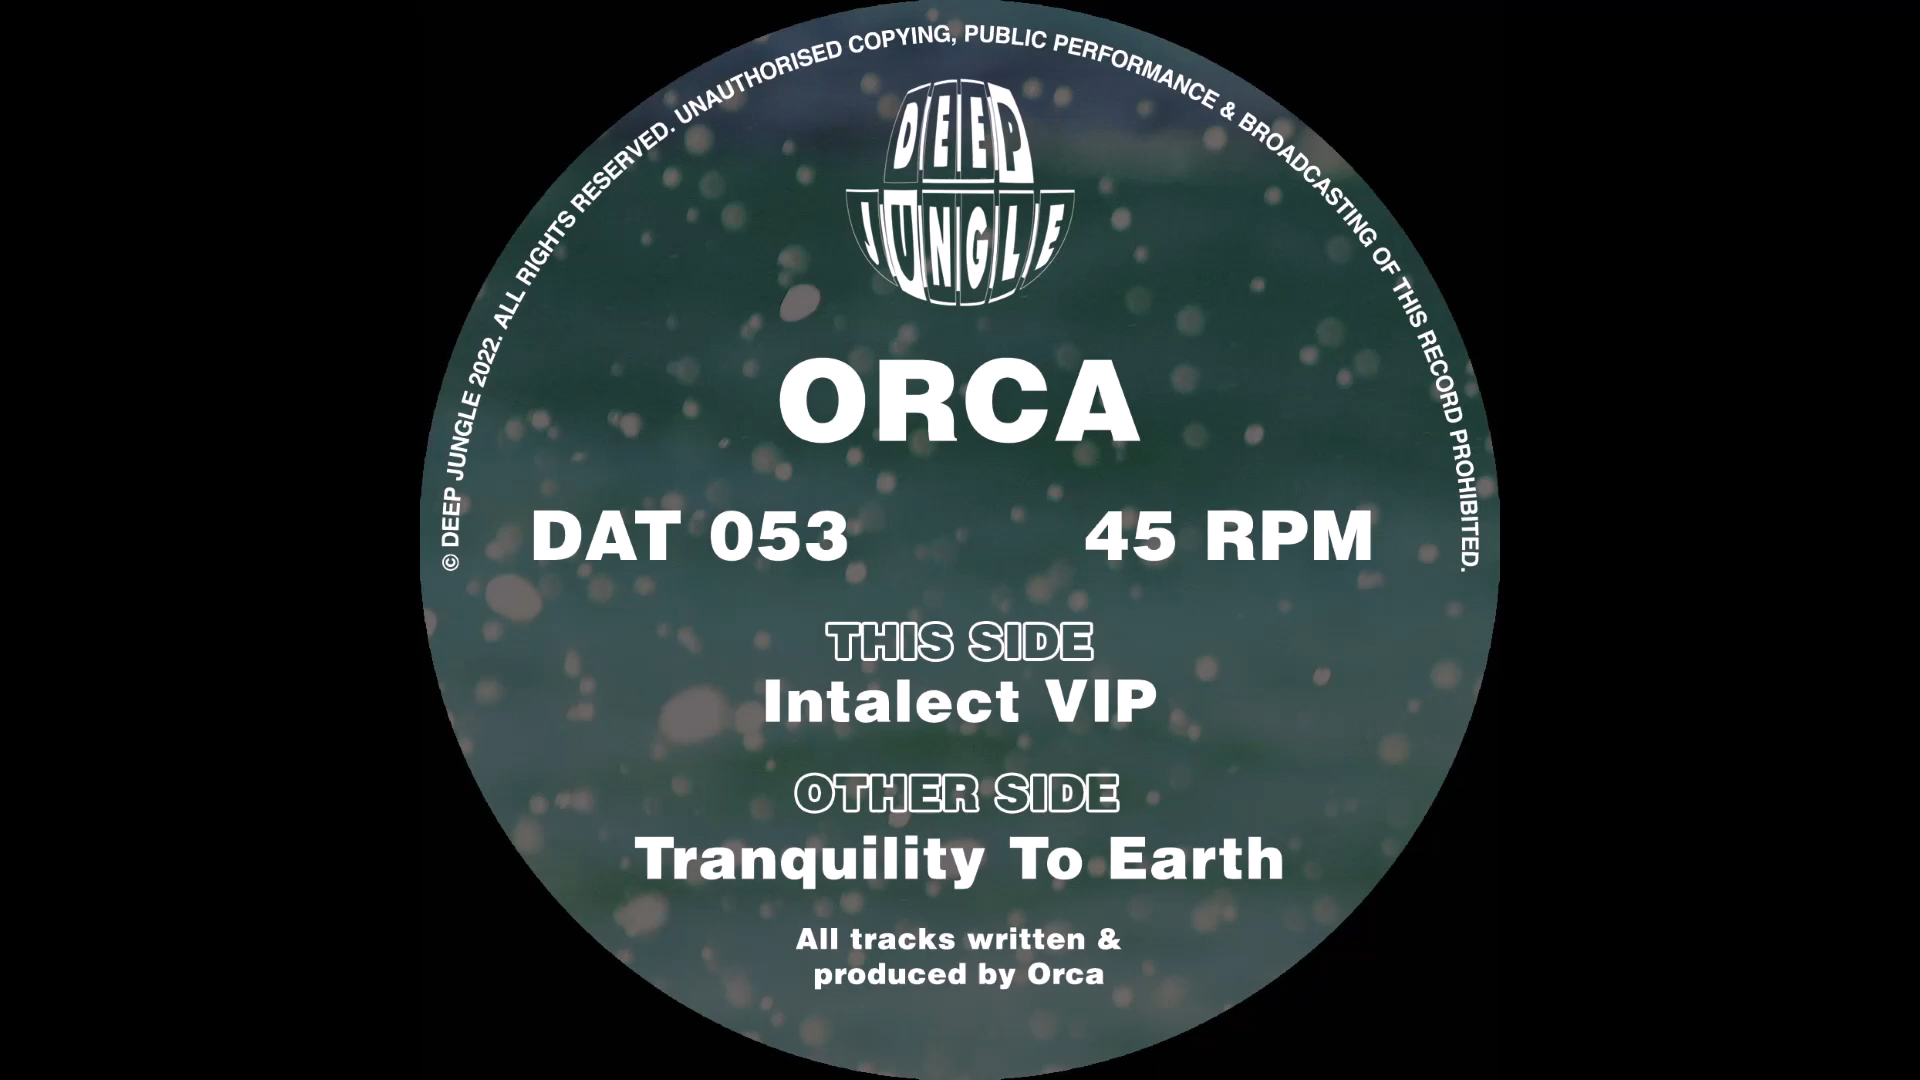 © DEEP JUNGLE 2022. ALL RIGHTS RESERVED. UNAUTHORISED COPYING, PUBLIC PERFORMANCE & BROADCASTING OF THIS RECORD PROHIBITED.
DEEP
JUNGLE
ORCA
DAT 053 45 RPM
THIS SIDE
Intalect VIP
OTHER SIDE
Tranquility To Earth
All tracks written &
produced by Orca